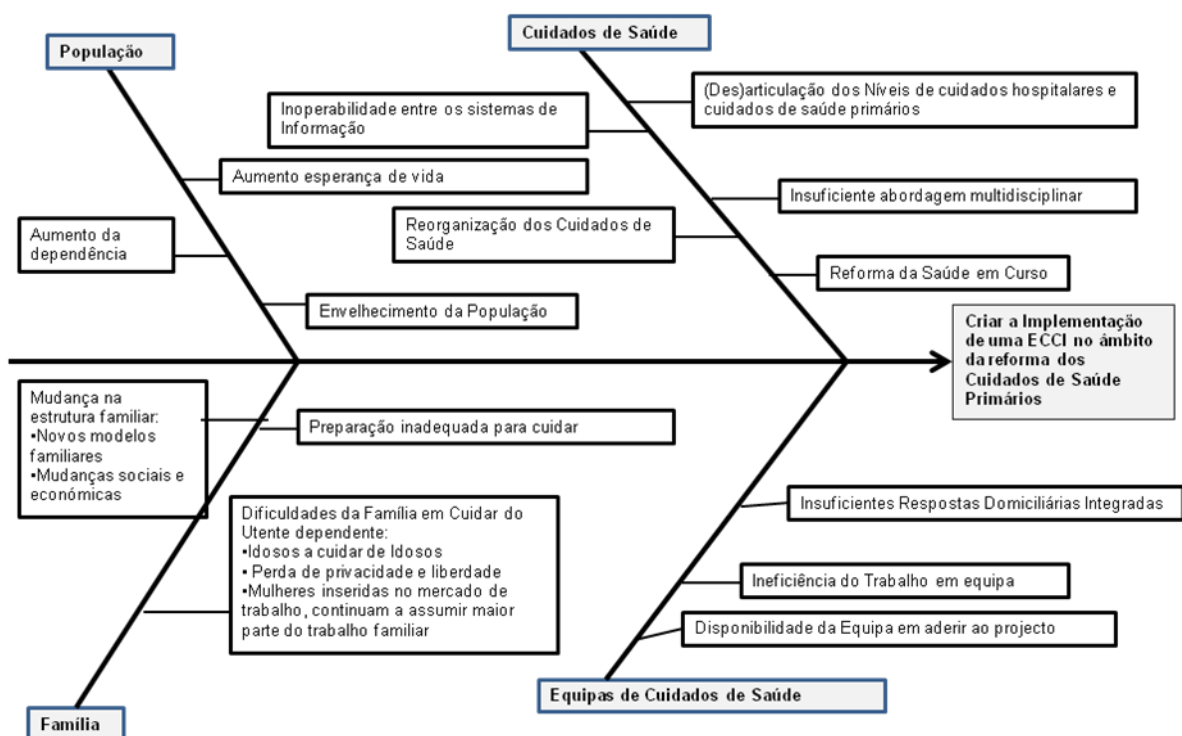 População
Cuidados de Saúde
(Des)articulação dos Níveis de cuidados hospitalares e
cuidados de saúde primários
Inoperabilidade entre os sistemas de
Informação
Aumento esperança de vida
Insuficiente abordagem multidisciplinar
Aumento da
dependência
Reorganização dos Cuidados de
Saúde
Reforma da Saúde em Curso
Envelhecimento da População
Criar a Implementação
de uma ECCI no âmbito
da reforma dos
Cuidados de Saúde
Primários
Mudança na
estrutura familiar:
•Novos modelos
familiares
•Mudanças sociais e
económicas
Preparação inadequada para cuidar
Dificuldades da Família em Cuidar do
Utente dependente:
•Idosos a cuidar de Idosos
• Perda de privacidade e liberdade
•Mulheres inseridas no mercado de
trabalho, continuam a assumir maior
parte do trabalho familiar
Insuficientes Respostas Domiciliárias Integradas
Ineficiência do Trabalho em equipa
Disponibilidade da Equipa em aderir ao projecto
Equipas de Cuidados de Saúde
Família